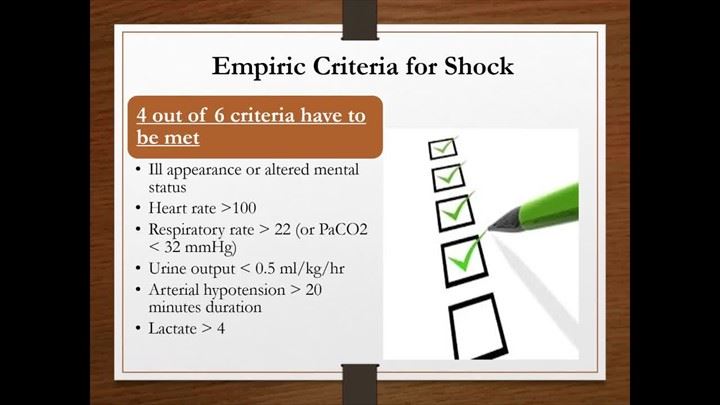 Empiric Criteria for Shock
4 out of 6 criteria have to
be met
• Ill appearance or altered mental
status
• Heart rate >100
• Respiratory rate > 22 (or PaCO2
< 32 mmHg)
• Urine output < 0.5 ml/kg/hr
• Arterial hypotension > 20
minutes duration
• Lactate > 4